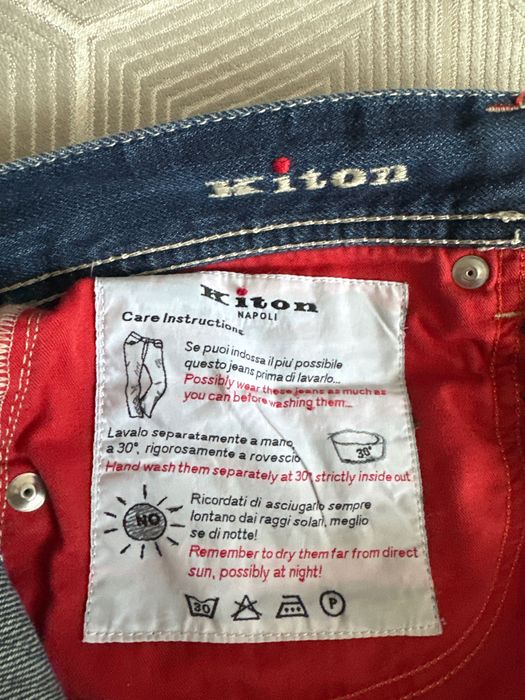 Kiton
Kiton
NAPOLI
Care Instructions
Se puoi indossa il piu' possibile
questo jeans prima di lavarlo...
Possibly wear these jeans as much as
you can before washing them...
Lavalo separatamente a mano
a 30°, rigorosamente a rovescio
30°
Hand wash them separately at 30° strictly inside out
NO
Ricordati di asciugarlo sempre
lontano dai raggi solari, meglio
se di notte!
Remember to dry them far from direct
sun, possibly at night!
30 P